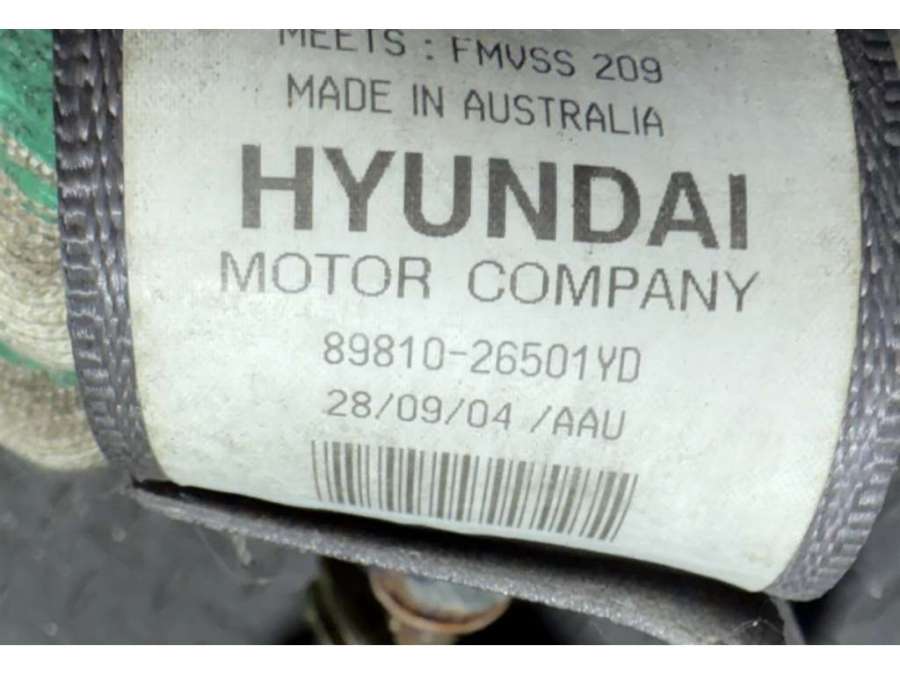 MEETS : FMVSS 209
MADE IN AUSTRALIA
HYUNDAI
MOTOR COMPANY
89810-26501YD
28/09/04 /AAU